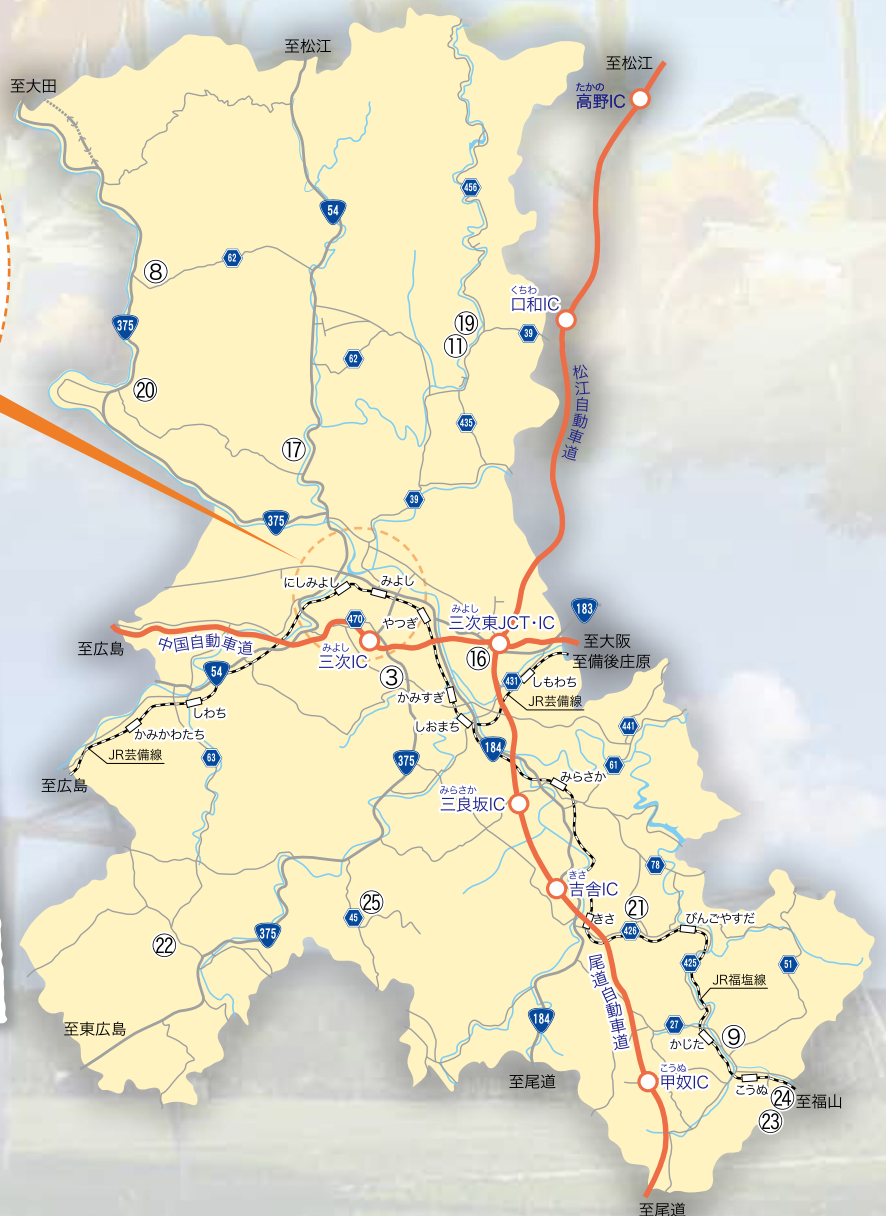 至松江
至松江
至大田
たかの
高野IC
456
54
62
⑧
くちわ
口和IC
375
⑲
39
⑪
62
松江自動車道
⑳
435
⑰
39
375
にしみよし
みよし
183
470
やつぎ
みよし
三次東JCT・IC
至広島
中国自動車道
至大阪
みよし
三次IC
⑯
至備後庄原
54
③
431
しもわち
かみすぎ
JR芸備線
しわち
しおまち
441
かみかわたち
184
JR芸備線
63
375
61
みらさか
至広島
みらさか
三良坂IC
78
きさ
吉舎IC
㉕
㉑
45
きさ
びんごやすだ
426
375
㉒
425
51
尾道自動車道
JR福塩線
184
27
至東広島
かじた
⑨
こうぬ
甲奴IC
至尾道
こうぬ
㉔
至福山
㉓
至尾道